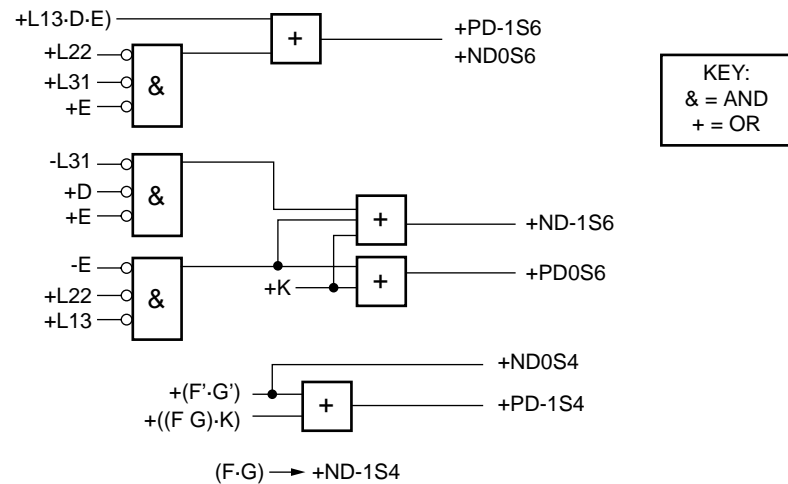 +L13·D·E)
+L22
+L31
+E
&
+
+PD-1S6
+ND0S6
KEY:
& = AND
+ = OR
-L31
+D
+E
&
+
+ND-1S6
-E
+L22
+L13
&
+K
+
+PD0S6
+ND0S4
+(F'·G')
+((F G)·K)
+
+PD-1S4
(F·G) → +ND-1S4